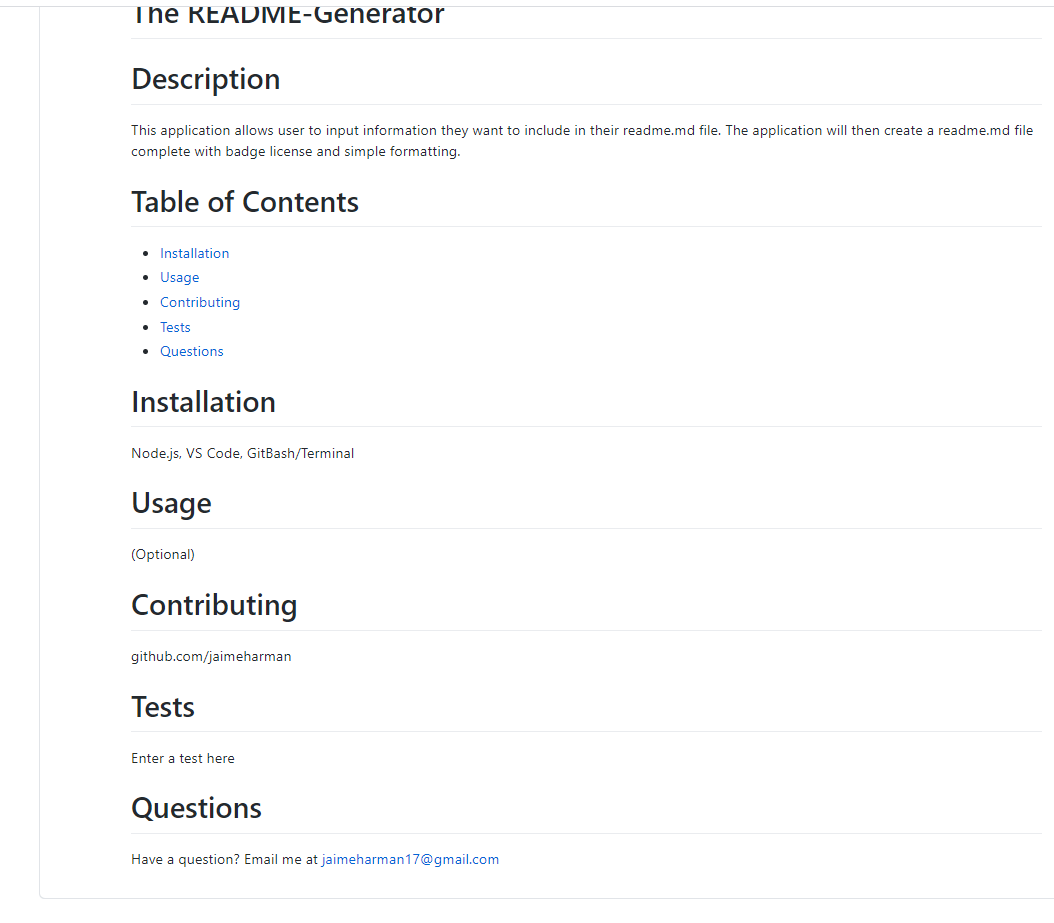 The README-Generator
Description
This application allows user to input information they want to include in their readme.md file. The application will then create a readme.md file
complete with badge license and simple formatting.
Table of Contents
Installation
Usage
Contributing
Tests
Questions
Installation
Node.js, VS Code, GitBash/Terminal
Usage
(Optional)
Contributing
github.com/jaimeharman
Tests
Enter a test here
Questions
Have a question? Email me at jaimeharman17@gmail.com